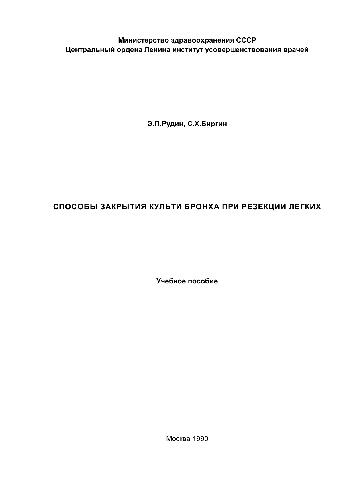 Министерство здравоохранения СССР
Центральный ордена Ленина институт усовершенствования врачей
Э.П.Рудин, С.Х.Биргин
СПОСОБЫ ЗАКРЫТИЯ КУЛЬТИ БРОНХА ПРИ РЕЗЕКЦИИ ЛЕГКИХ
Учебное пособие
Москва 1990